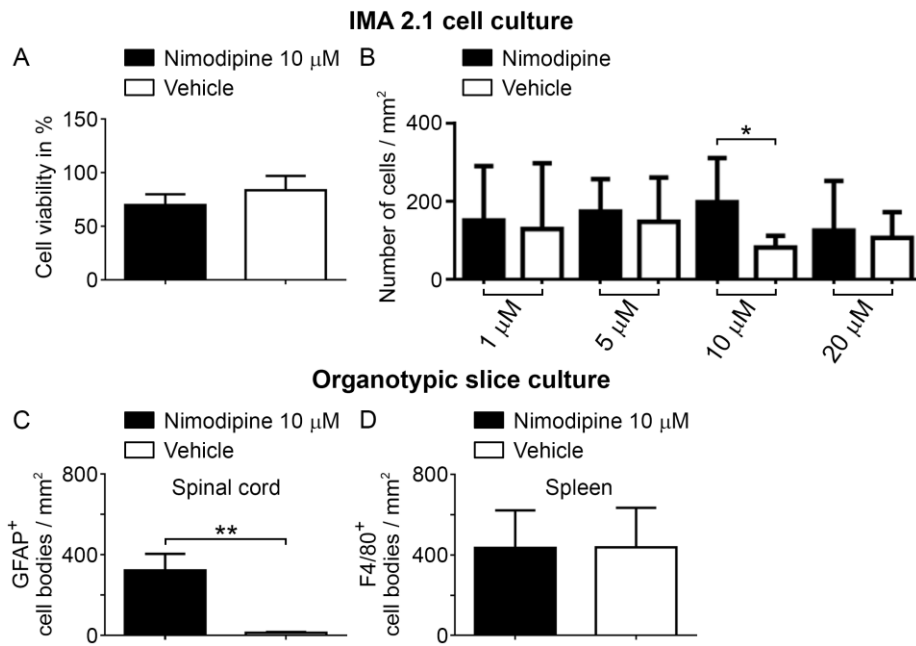 IMA 2.1 cell culture
A
Nimodipine 10 μM
Vehicle
Cell viability in %
150
100
50
0
B
Nimodipine
Vehicle
Number of cells / mm²
400
200
0
*
1 μM
5 μM
10 μM
20 μM
Organotypic slice culture
C
Nimodipine 10 μM
Vehicle
GFAP⁺
cell bodies / mm²
800
400
0
Spinal cord
**
D
Nimodipine 10 μM
Vehicle
F4/80⁺
cell bodies / mm²
800
400
0
Spleen